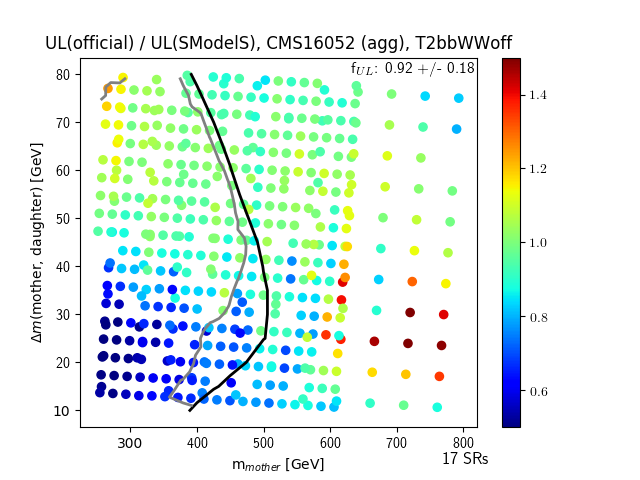 UL(official) / UL(SModelS), CMS16052 (agg), T2bbWWoff
f_UL: 0.92 +/- 0.18
Δm(mother, daughter) [GeV]
80
70
60
50
40
30
20
10
300 400 500 600 700 800
m_mother [GeV]
17 SRs
1.4
1.2
1.0
0.8
0.6